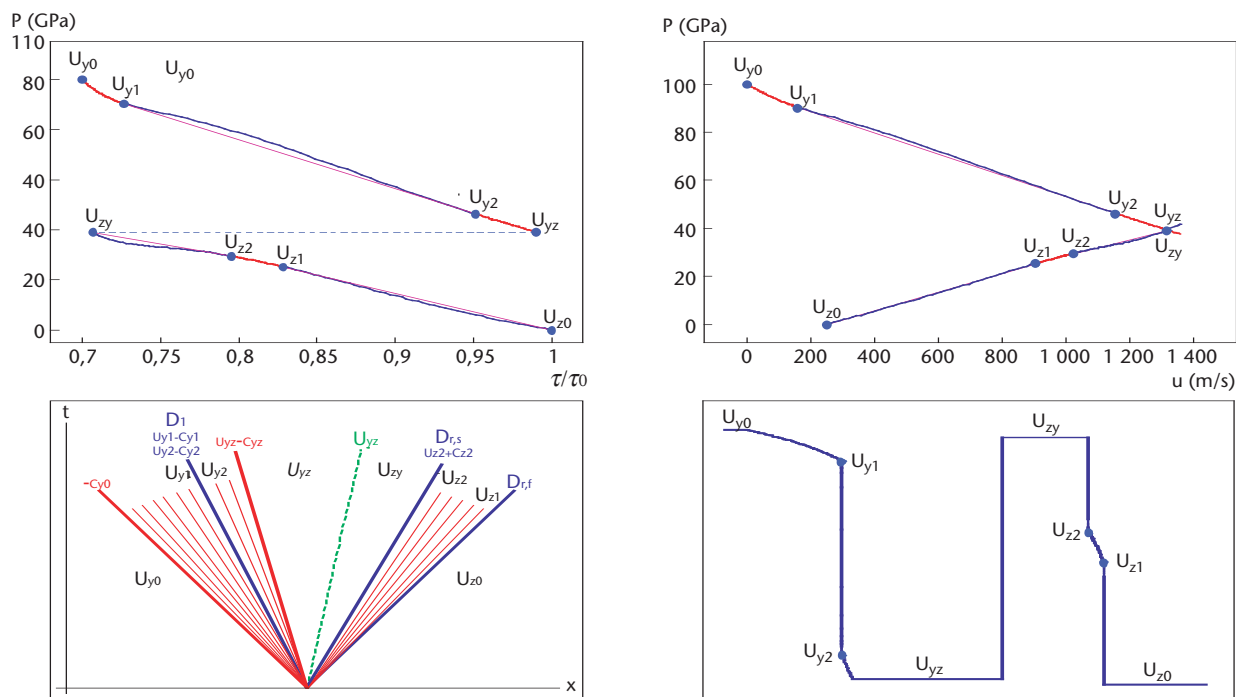 P (GPa)
110
80
60
40
20
0
0,7
0,75
0,8
0,85
0,9
0,95
1
τ/τ0
Uy0
Uy1
Uy0
Uy2
Uyz
Uzy
Uz2
Uz1
Uz0
P (GPa)
100
80
60
40
20
0
0
200
400
600
800
1 000
1 200
1 400
u (m/s)
Uy0
Uy1
Uy2
Uyz
Uz1
Uz2
Uzy
Uz0
t
D1
Uy1-Cy1
Uy2-Cy2
Uyz-Cyz
Uyz
Dr,s
Uz2+Cz2
-Cy0
Uy1
Uy2
Uyz
Uzy
Uz2
Uz1
Dr,f
Uy0
Uz0
x
Uy0
Uy1
Uzy
Uz2
Uz1
Uy2
Uyz
Uz0